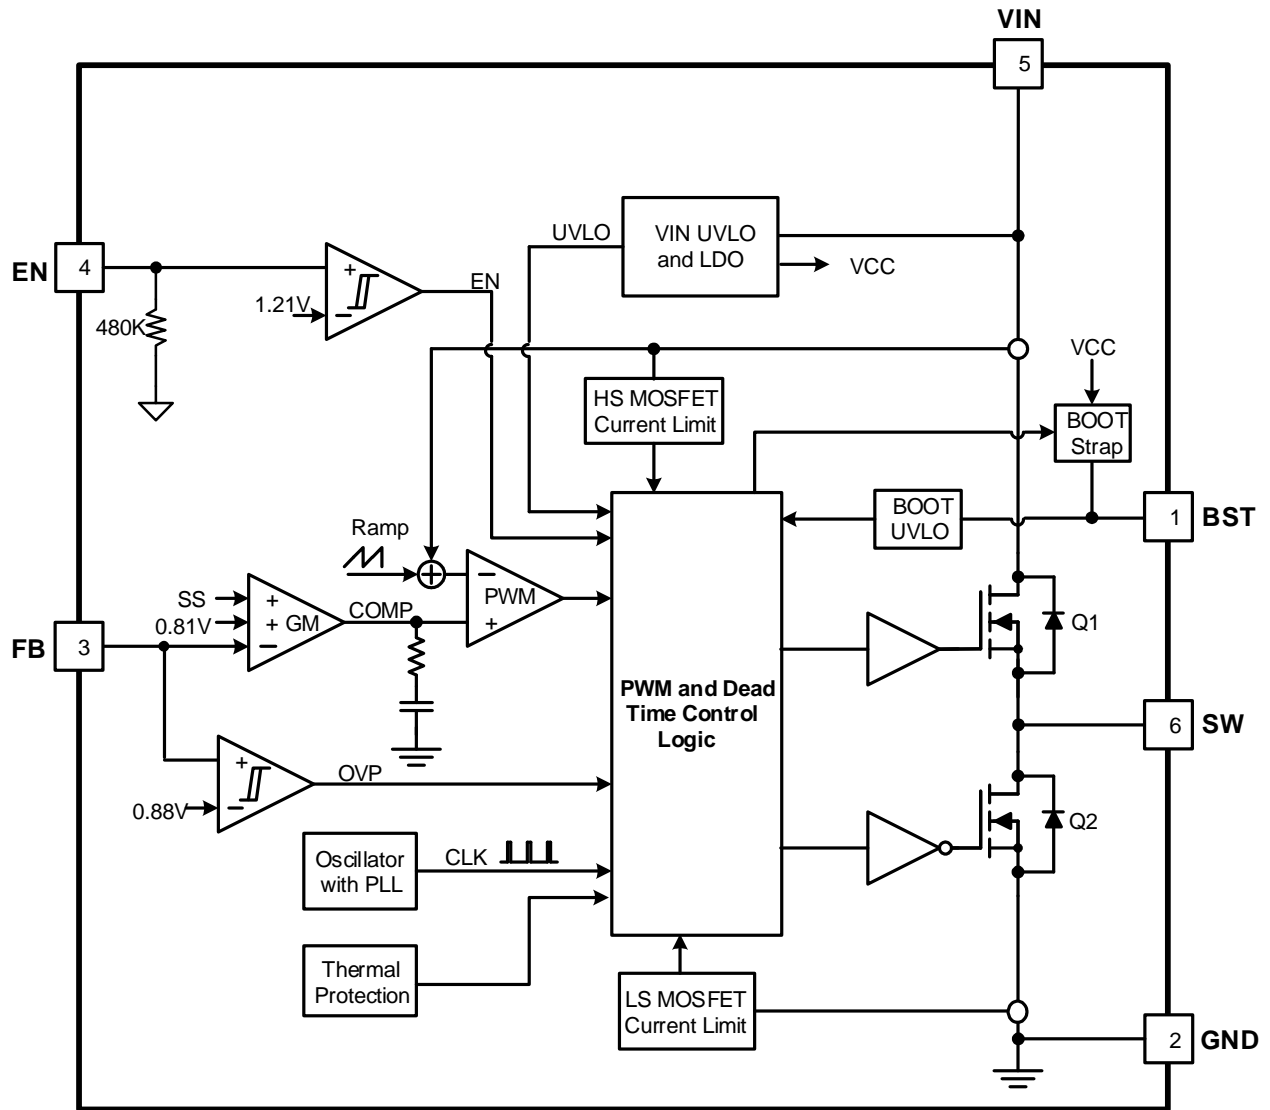 VIN
5
UVLO
VIN UVLO
and LDO
VCC
EN
4
EN
1.21V
+
−
480K
HS MOSFET
Current Limit
VCC
BOOT
Strap
BOOT
UVLO
1
BST
Ramp
+
−
PWM
+
SS
0.81V
+
+ GM
−
COMP
FB
3
Q1
PWM and Dead
Time Control
Logic
6
SW
+
−
OVP
0.88V
Q2
Oscillator
with PLL
CLK
Thermal
Protection
LS MOSFET
Current Limit
2
GND